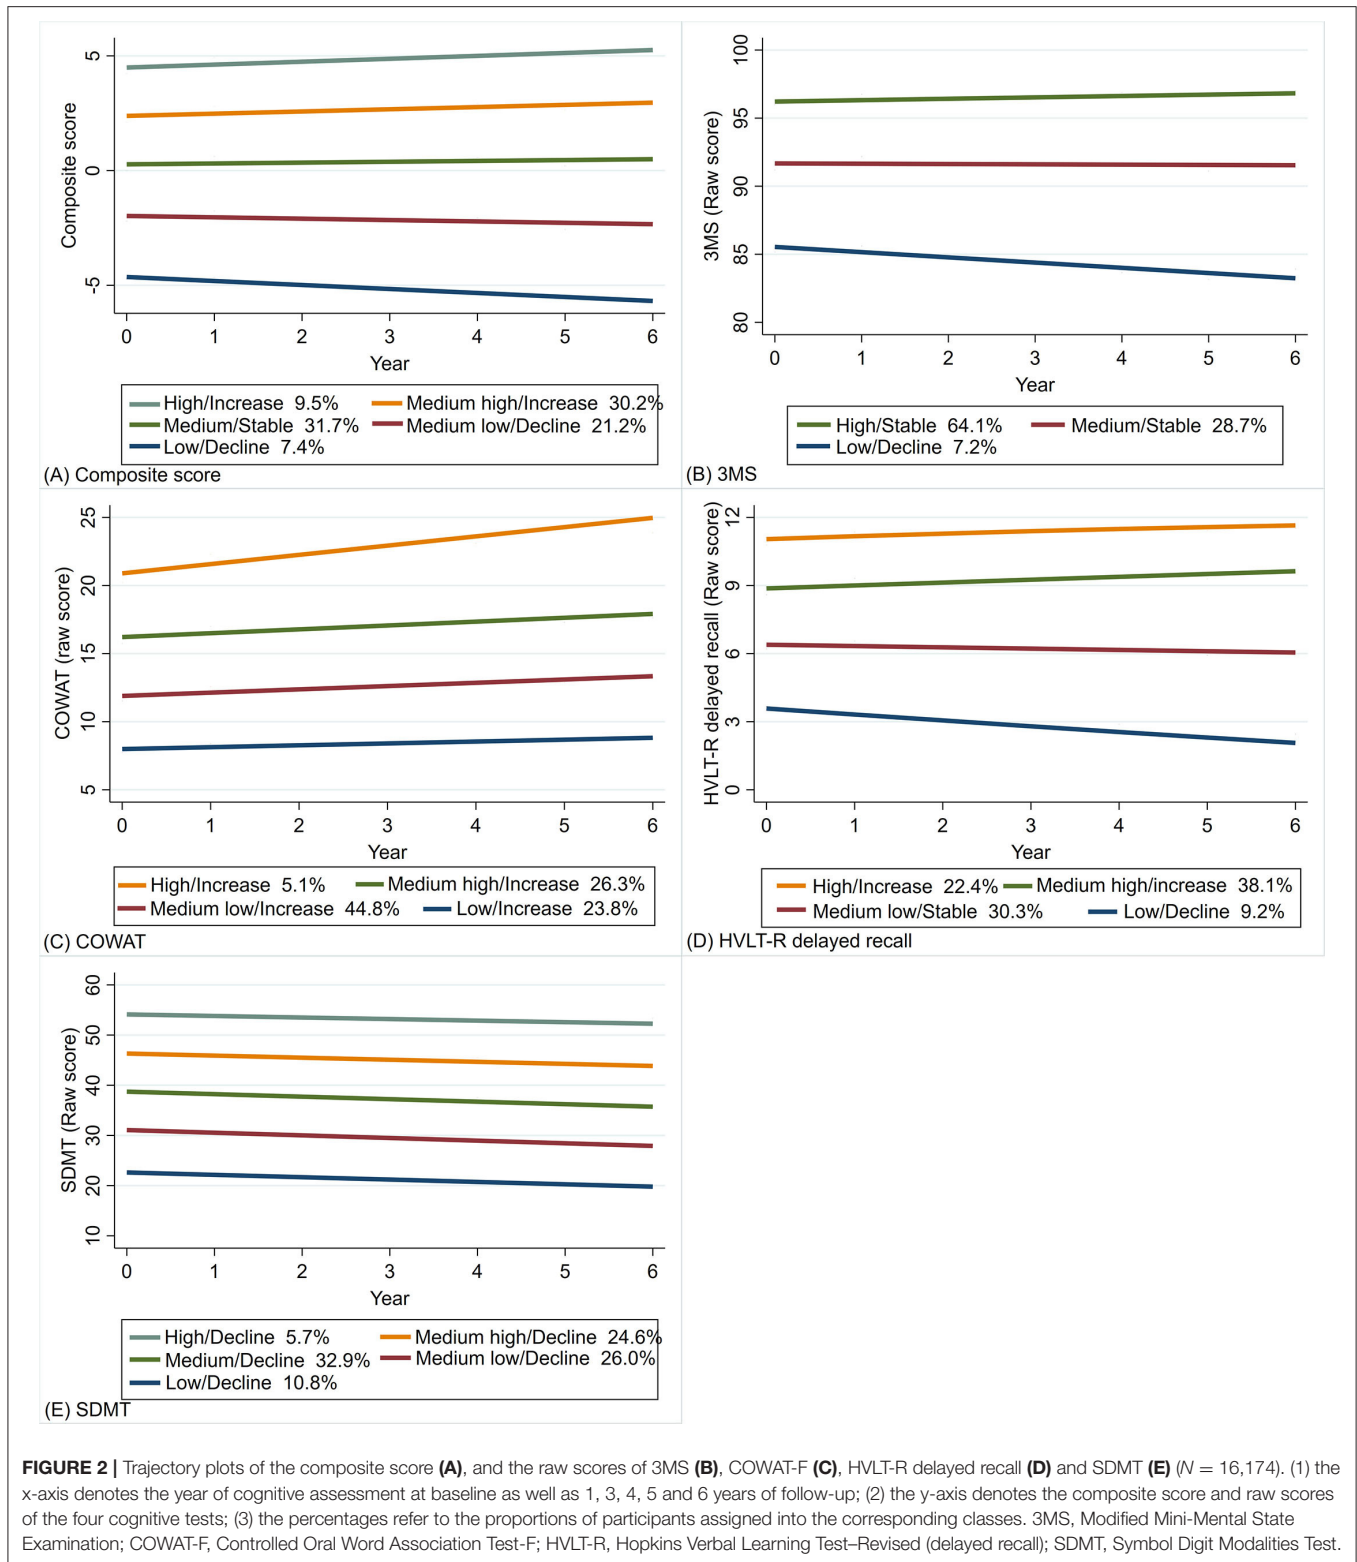 5
0
-5
Composite score
0 1 2 3 4 5 6
Year
High/Increase 9.5% Medium high/Increase 30.2%
Medium/Stable 31.7% Medium low/Decline 21.2%
Low/Decline 7.4%
(A) Composite score
100
95
90
85
80
3MS (Raw score)
0 1 2 3 4 5 6
Year
High/Stable 64.1% Medium/Stable 28.7%
Low/Decline 7.2%
(B) 3MS
25
20
15
10
5
COWAT (raw score)
0 1 2 3 4 5 6
Year
High/Increase 5.1% Medium high/Increase 26.3%
Medium low/Increase 44.8% Low/Increase 23.8%
(C) COWAT
12
9
6
3
0
HVLT-R delayed recall (Raw score)
0 1 2 3 4 5 6
Year
High/Increase 22.4% Medium high/increase 38.1%
Medium low/Stable 30.3% Low/Decline 9.2%
(D) HVLT-R delayed recall
60
50
40
30
20
10
SDMT (Raw score)
0 1 2 3 4 5 6
Year
High/Decline 5.7% Medium high/Decline 24.6%
Medium/Decline 32.9% Medium low/Decline 26.0%
Low/Decline 10.8%
(E) SDMT
FIGURE 2 | Trajectory plots of the composite score (A), and the raw scores of 3MS (B), COWAT-F (C), HVLT-R delayed recall (D) and SDMT (E) (N = 16,174). (1) the
x-axis denotes the year of cognitive assessment at baseline as well as 1, 3, 4, 5 and 6 years of follow-up; (2) the y-axis denotes the composite score and raw scores
of the four cognitive tests; (3) the percentages refer to the proportions of participants assigned into the corresponding classes. 3MS, Modified Mini-Mental State
Examination; COWAT-F, Controlled Oral Word Association Test-F; HVLT-R, Hopkins Verbal Learning Test–Revised (delayed recall); SDMT, Symbol Digit Modalities Test.